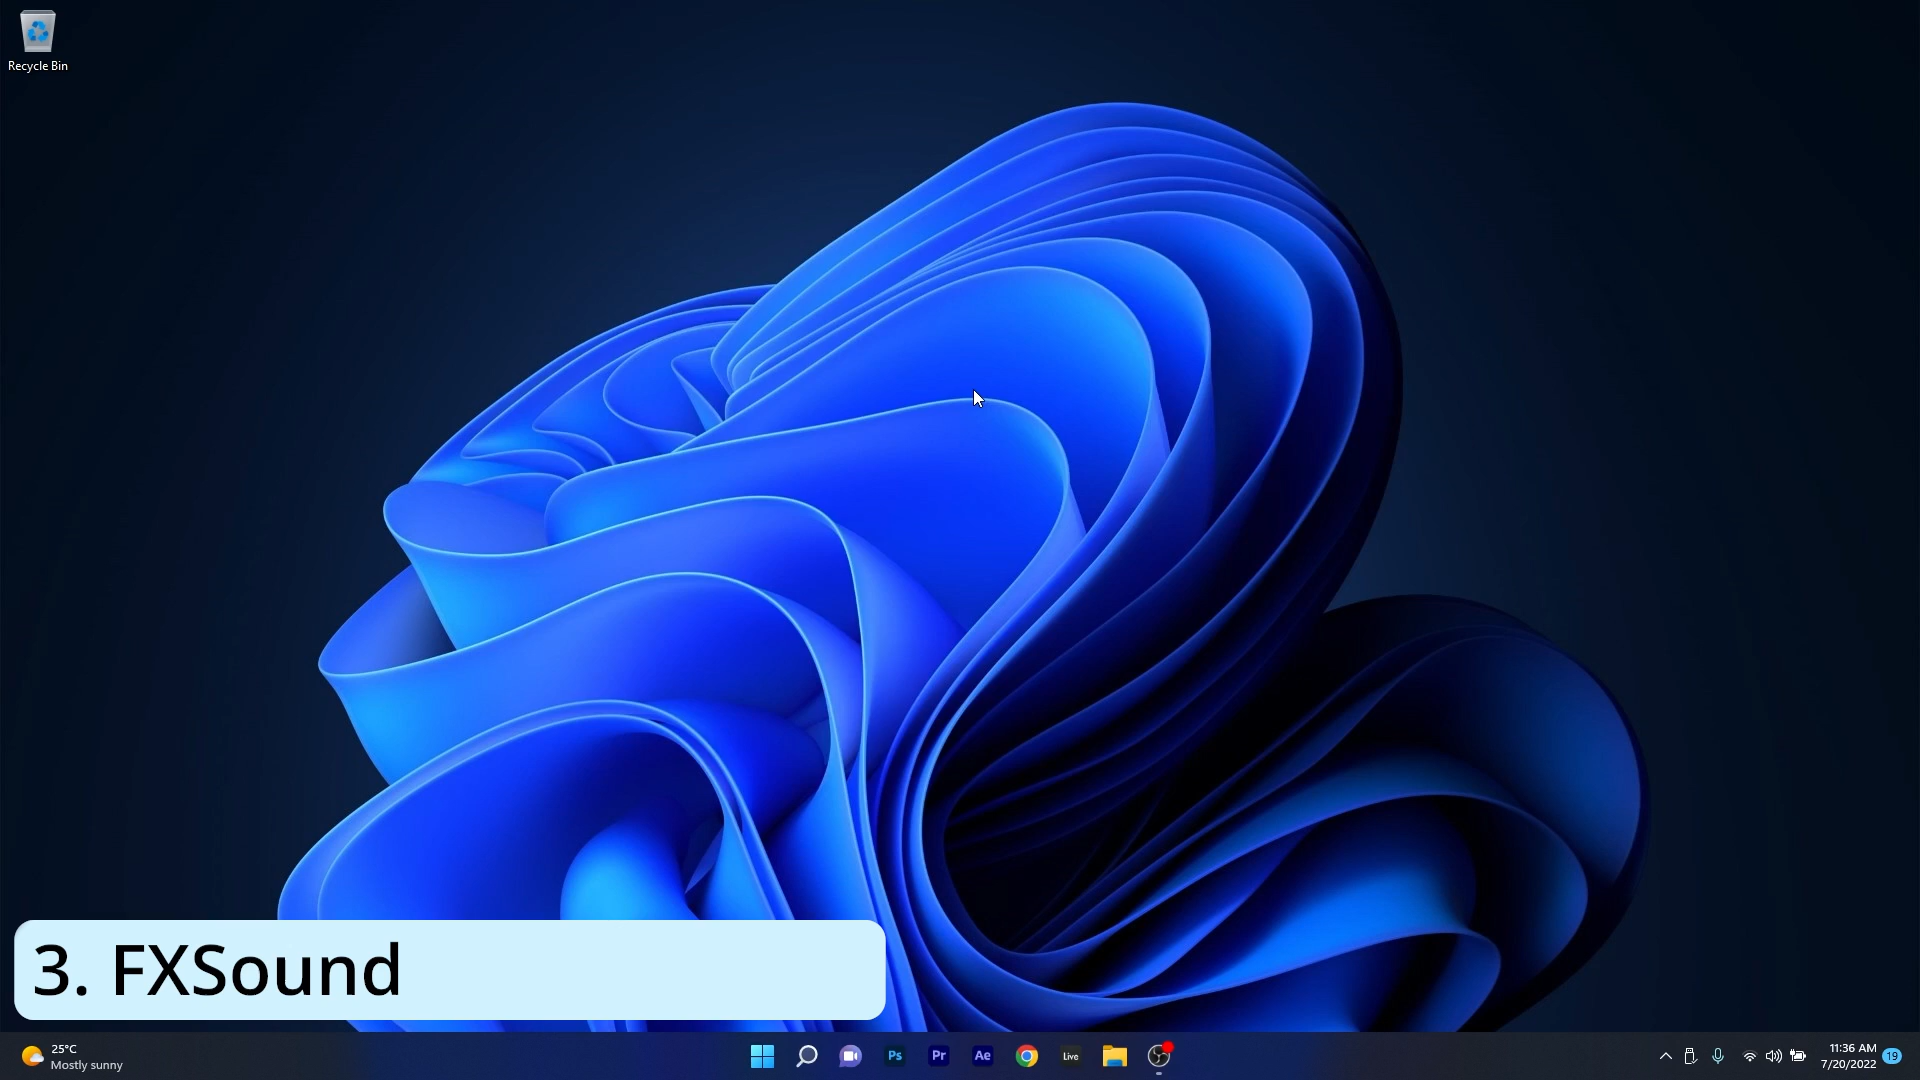 Recycle Bin
3. FXSound
25°C
Mostly sunny
Ps
Pr
Ae
Live
11:36 AM
7/20/2022
19